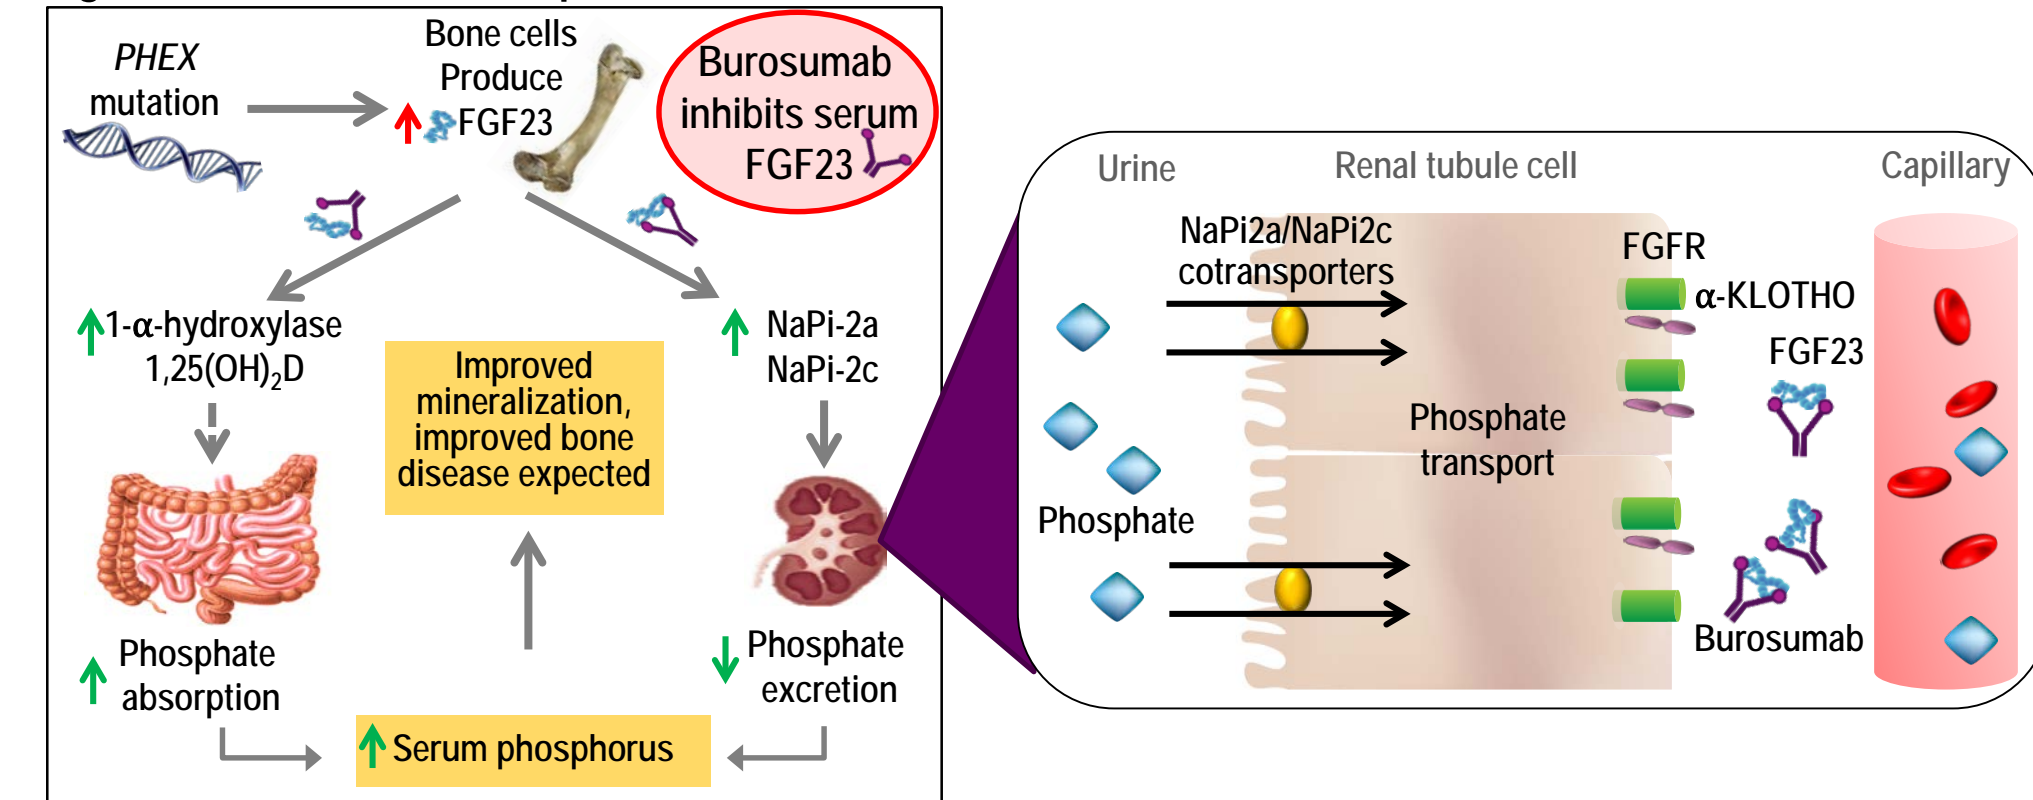 PHEX
mutation
Bone cells
Produce
FGF23
Burosumab
inhibits serum
FGF23
1-α-hydroxylase
1,25(OH)₂D
NaPi-2a
NaPi-2c
Improved
mineralization,
improved bone
disease expected
Phosphate
absorption
Phosphate
excretion
Serum phosphorus
Urine
Renal tubule cell
Capillary
NaPi2a/NaPi2c
cotransporters
FGFR
α-KLOTHO
FGF23
Phosphate
transport
Phosphate
Burosumab